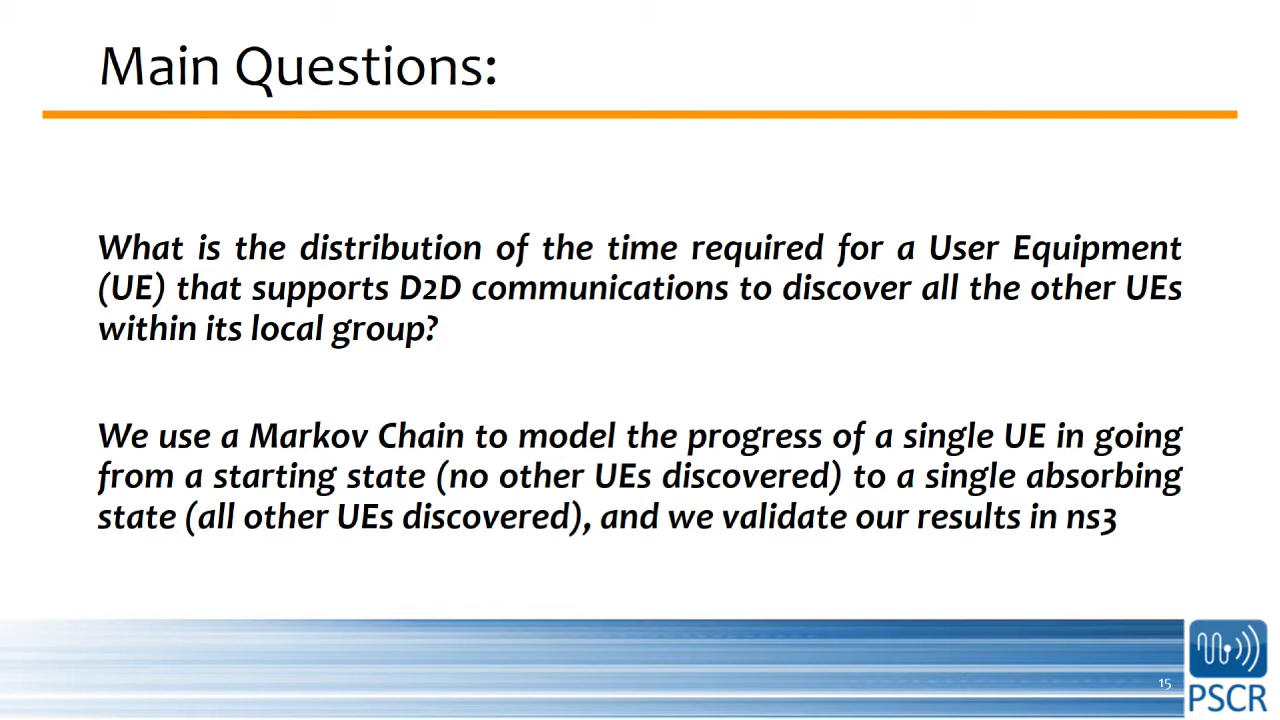 Main Questions:
What is the distribution of the time required for a User Equipment
(UE) that supports D2D communications to discover all the other UEs
within its local group?
We use a Markov Chain to model the progress of a single UE in going
from a starting state (no other UEs discovered) to a single absorbing
state (all other UEs discovered), and we validate our results in ns3
15
PSCR